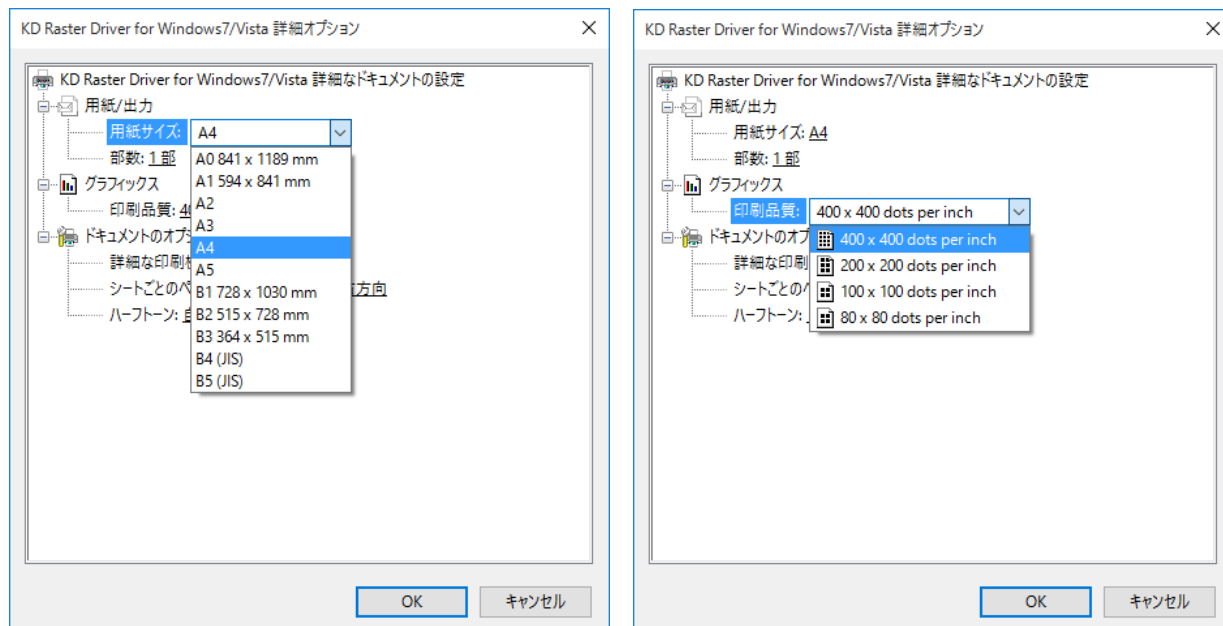 KD Raster Driver for Windows7/Vista 詳細オプション
KD Raster Driver for Windows7/Vista 詳細なドキュメントの設定
用紙/出力
用紙サイズ: A4
部数: 1 部
A0 841 x 1189 mm
A1 594 x 841 mm
A2
A3
A4
A5
B1 728 x 1030 mm
B2 515 x 728 mm
B3 364 x 515 mm
B4 (JIS)
B5 (JIS)
グラフィックス
印刷品質: 4
ドキュメントのオプ
詳細な印刷
シートごとのペ
方向
ハーフトーン:
OK
キャンセル
KD Raster Driver for Windows7/Vista 詳細オプション
KD Raster Driver for Windows7/Vista 詳細なドキュメントの設定
用紙/出力
用紙サイズ: A4
部数: 1 部
グラフィックス
印刷品質: 400 x 400 dots per inch
400 x 400 dots per inch
200 x 200 dots per inch
100 x 100 dots per inch
80 x 80 dots per inch
ドキュメントのオプ
詳細な印刷
シートごとの
ハーフトーン:
OK
キャンセル